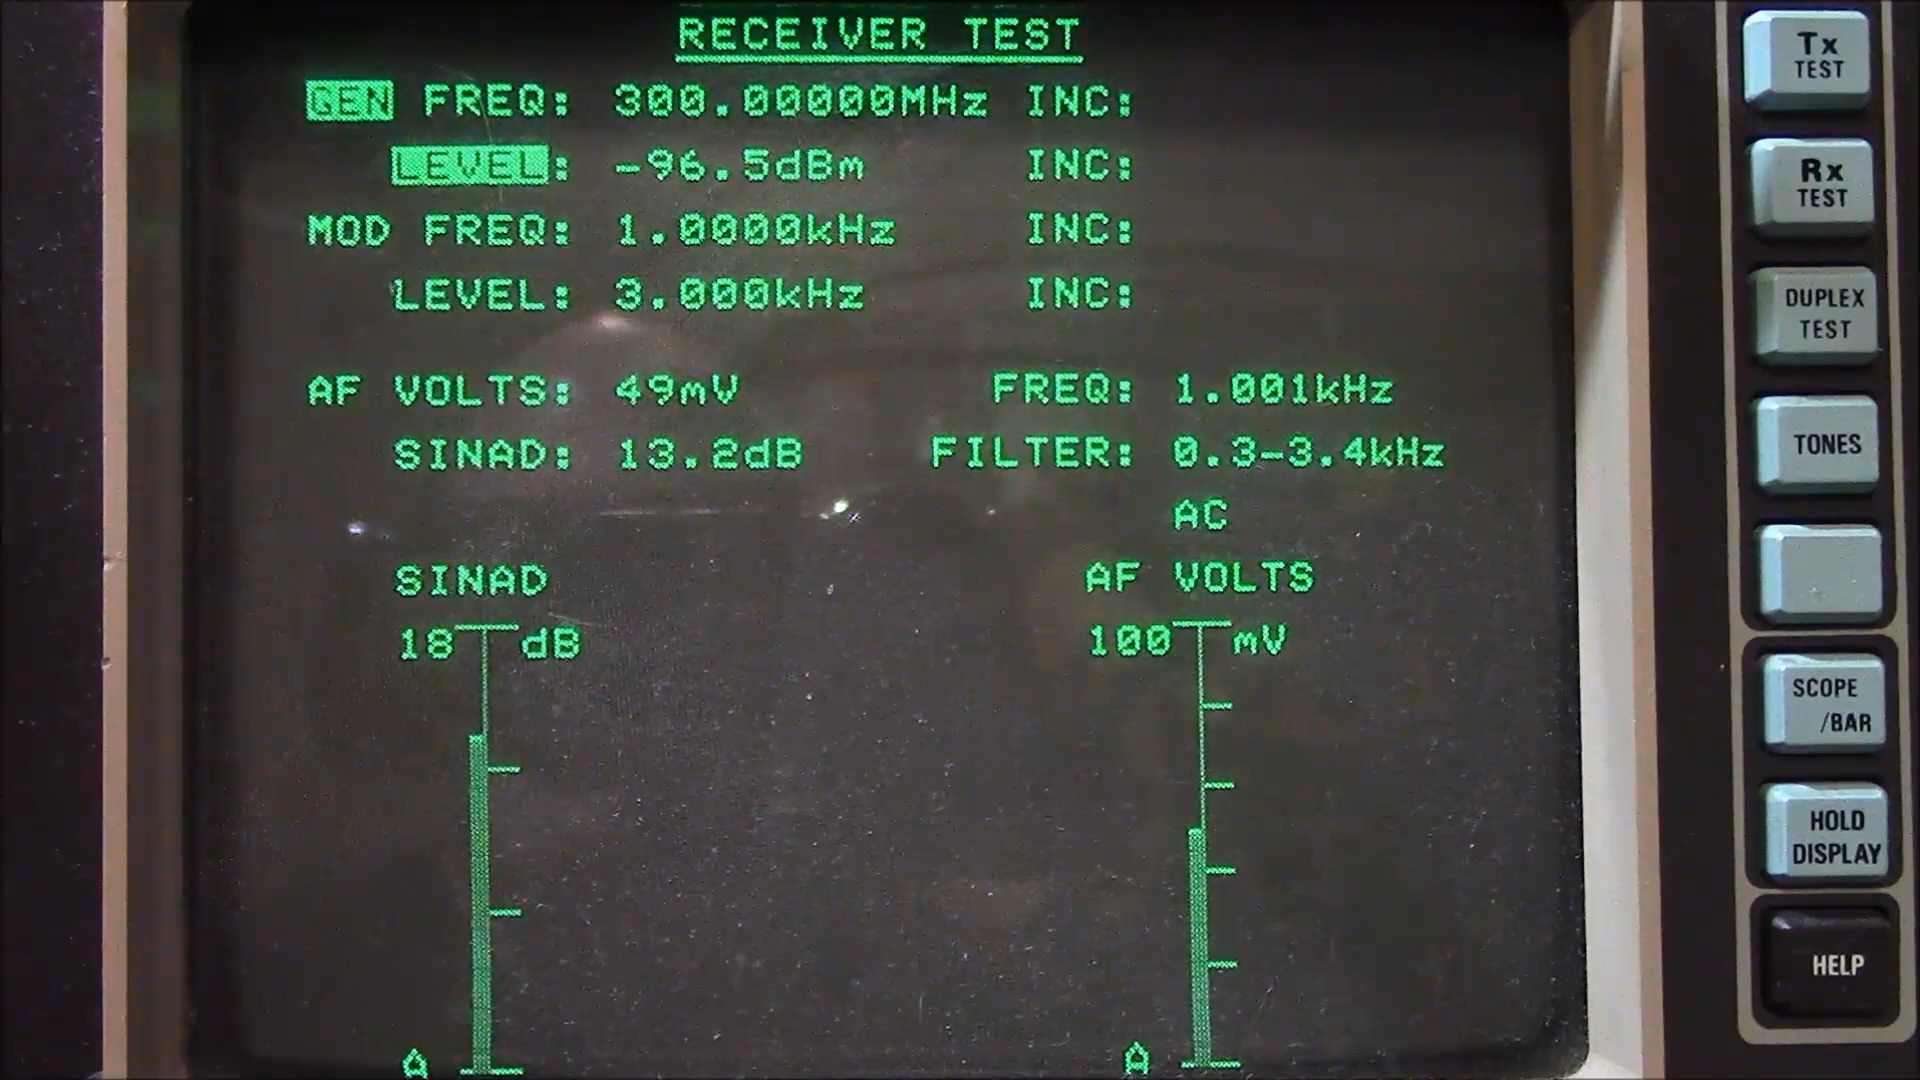 RECEIVER TEST
GEN FREQ: 300.00000MHz INC:
LEVEL: -96.5dBm INC:
MOD FREQ: 1.0000kHz INC:
LEVEL: 3.000kHz INC:
AF VOLTS: 49mV FREQ: 1.001kHz
SINAD: 13.2dB FILTER: 0.3-3.4kHz
AC
SINAD AF VOLTS
18 dB 100 mV
Tx
TEST
Rx
TEST
DUPLEX
TEST
TONES
SCOPE
/BAR
HOLD
DISPLAY
HELP